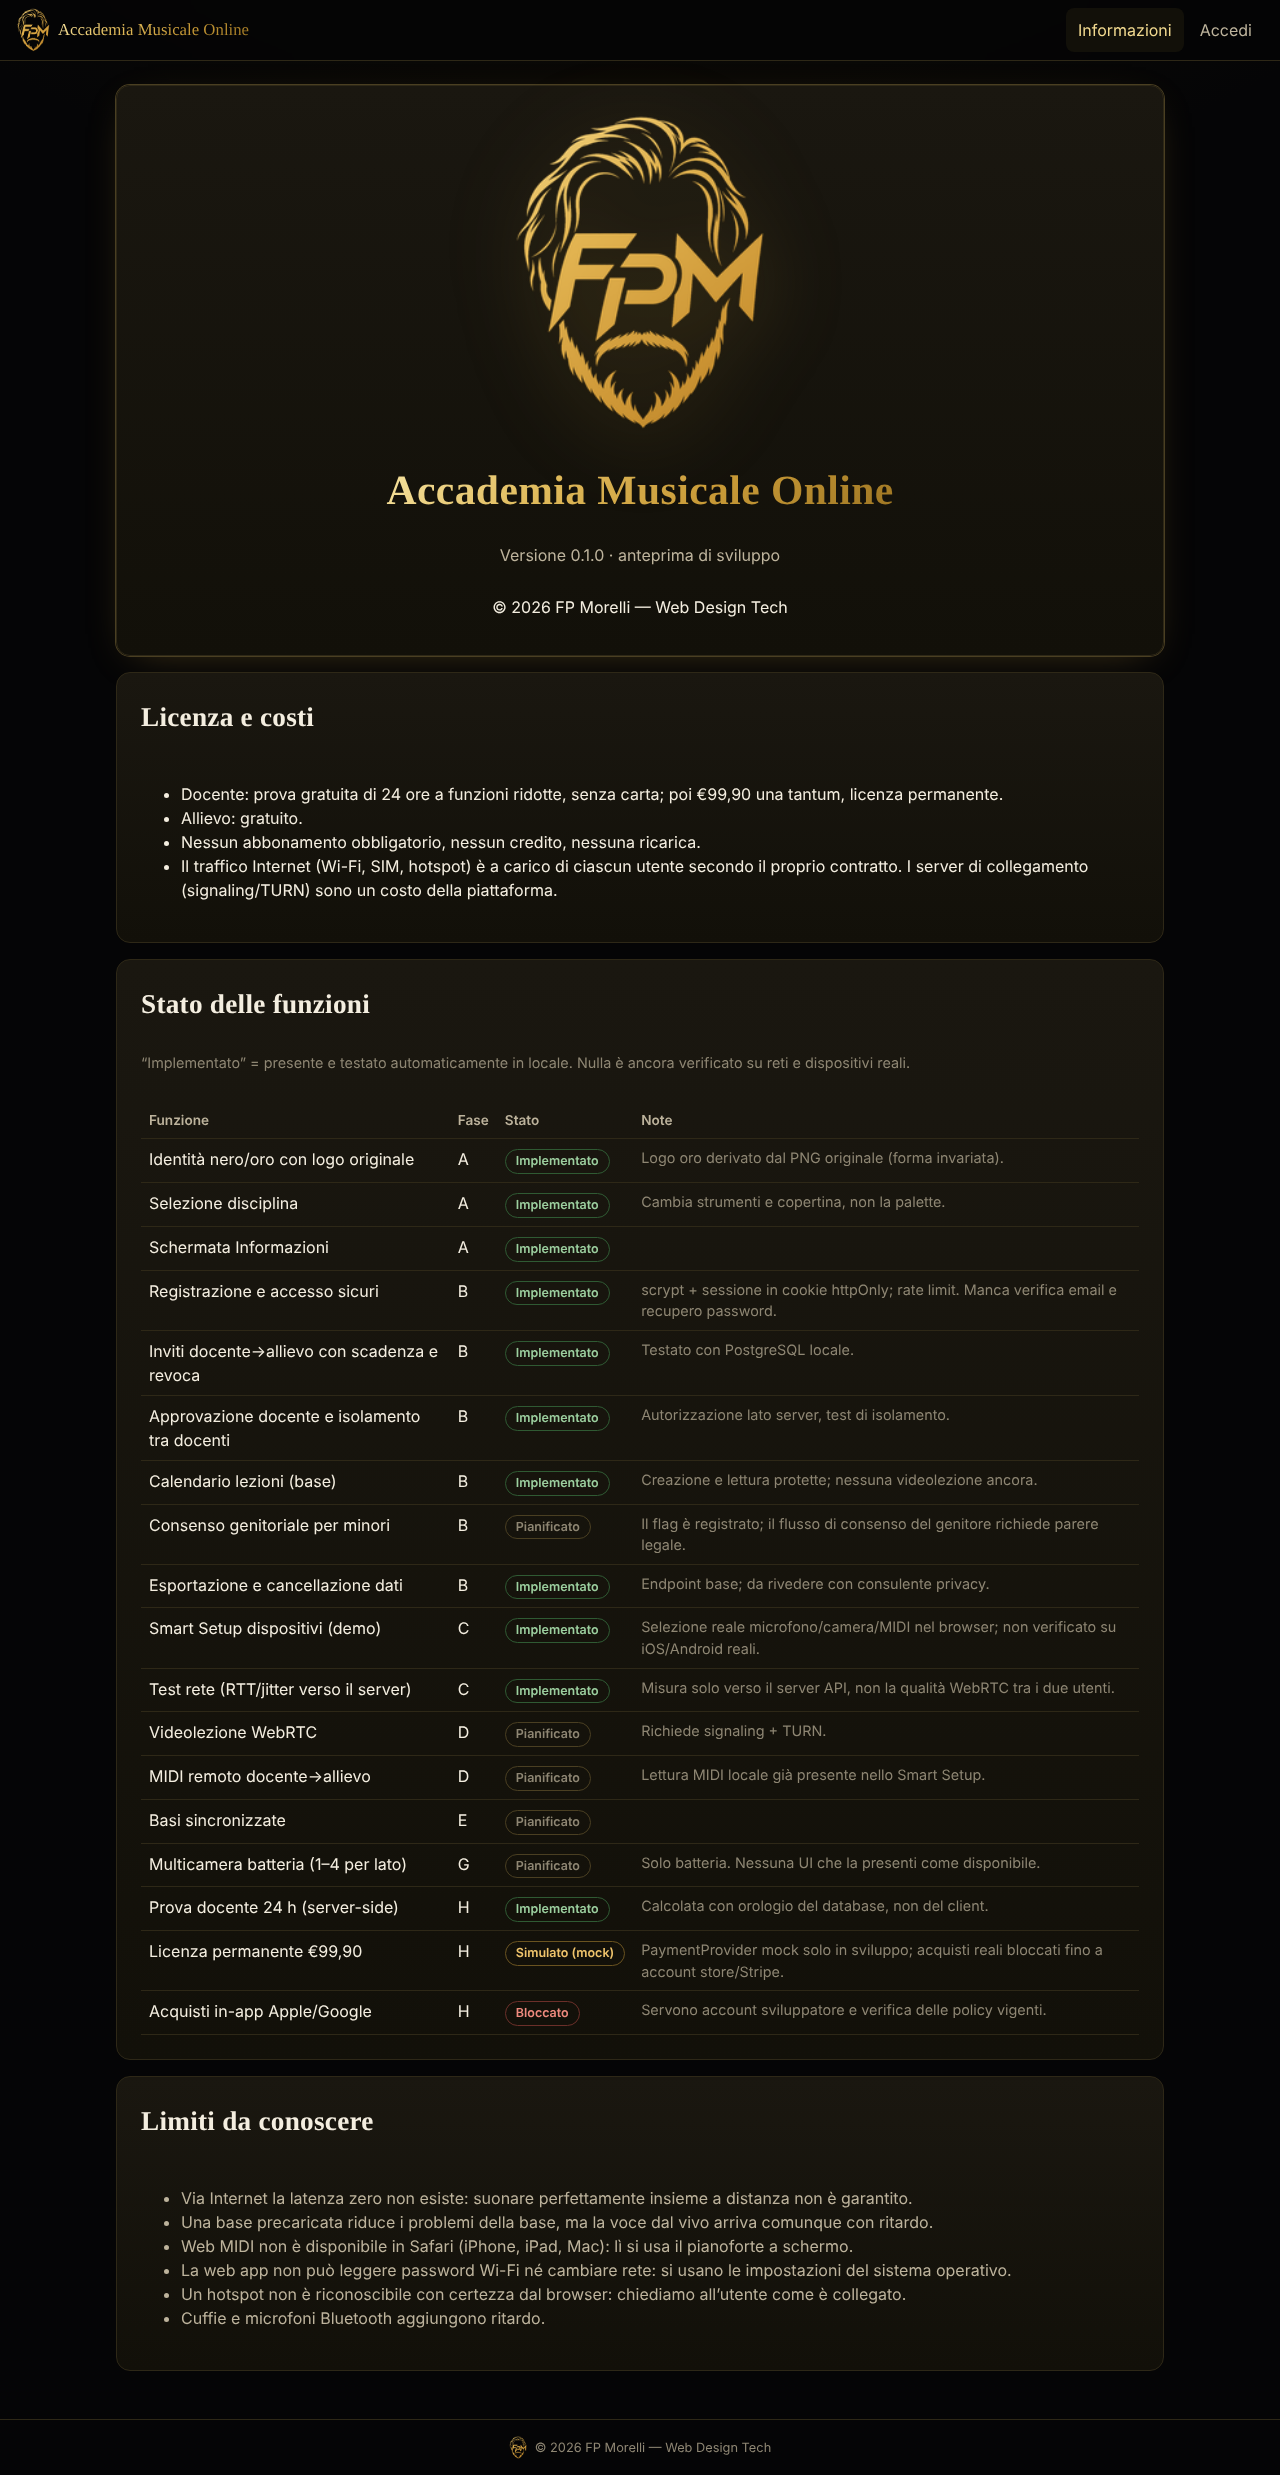 FPM
Accademia Musicale Online
Informazioni
Accedi
FPM
Accademia Musicale Online
Versione 0.1.0 · anteprima di sviluppo
© 2026 FP Morelli — Web Design Tech
Licenza e costi
• Docente: prova gratuita di 24 ore a funzioni ridotte, senza carta; poi €99,90 una tantum, licenza permanente.
• Allievo: gratuito.
• Nessun abbonamento obbligatorio, nessun credito, nessuna ricarica.
• Il traffico Internet (Wi-Fi, SIM, hotspot) è a carico di ciascun utente secondo il proprio contratto. I server di collegamento
(signaling/TURN) sono un costo della piattaforma.
Stato delle funzioni
“Implementato” = presente e testato automaticamente in locale. Nulla è ancora verificato su reti e dispositivi reali.
Funzione Fase Stato Note
Identità nero/oro con logo originale A Implementato Logo oro derivato dal PNG originale (forma invariata).
Selezione disciplina A Implementato Cambia strumenti e copertina, non la palette.
Schermata Informazioni A Implementato
Registrazione e accesso sicuri B Implementato scrypt + sessione in cookie httpOnly; rate limit. Manca verifica email e
recupero password.
Inviti docente→allievo con scadenza e B Implementato Testato con PostgreSQL locale.
revoca
Approvazione docente e isolamento B Implementato Autorizzazione lato server, test di isolamento.
tra docenti
Calendario lezioni (base) B Implementato Creazione e lettura protette; nessuna videolezione ancora.
Consenso genitoriale per minori B Pianificato Il flag è registrato; il flusso di consenso del genitore richiede parere
legale.
Esportazione e cancellazione dati B Implementato Endpoint base; da rivedere con consulente privacy.
Smart Setup dispositivi (demo) C Implementato Selezione reale microfono/camera/MIDI nel browser; non verificato su
iOS/Android reali.
Test rete (RTT/jitter verso il server) C Implementato Misura solo verso il server API, non la qualità WebRTC tra i due utenti.
Videolezione WebRTC D Pianificato Richiede signaling + TURN.
MIDI remoto docente→allievo D Pianificato Lettura MIDI locale già presente nello Smart Setup.
Basi sincronizzate E Pianificato
Multicamera batteria (1–4 per lato) G Pianificato Solo batteria. Nessuna UI che la presenti come disponibile.
Prova docente 24 h (server-side) H Implementato Calcolata con orologio del database, non del client.
Licenza permanente €99,90 H Simulato (mock) PaymentProvider mock solo in sviluppo; acquisti reali bloccati fino a
account store/Stripe.
Acquisti in-app Apple/Google H Bloccato Servono account sviluppatore e verifica delle policy vigenti.
Limiti da conoscere
• Via Internet la latenza zero non esiste: suonare perfettamente insieme a distanza non è garantito.
• Una base precaricata riduce i problemi della base, ma la voce dal vivo arriva comunque con ritardo.
• Web MIDI non è disponibile in Safari (iPhone, iPad, Mac): lì si usa il pianoforte a schermo.
• La web app non può leggere password Wi-Fi né cambiare rete: si usano le impostazioni del sistema operativo.
• Un hotspot non è riconoscibile con certezza dal browser: chiediamo all’utente come è collegato.
• Cuffie e microfoni Bluetooth aggiungono ritardo.
FPM
© 2026 FP Morelli — Web Design Tech